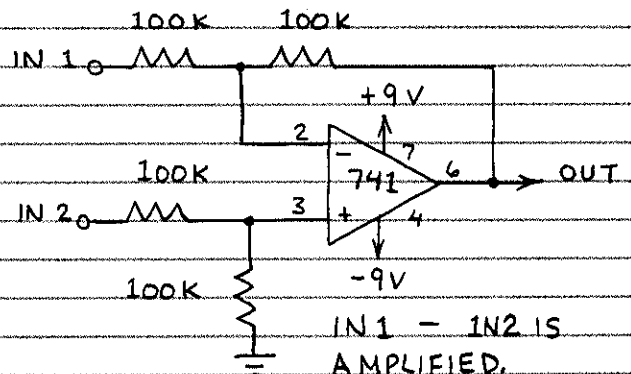 100K 100K
IN 1
+9V
2
7
-
741
6
OUT
100K
IN 2
3
+
4
100K
-9V
IN1 - 1N2 IS
AMPLIFIED.